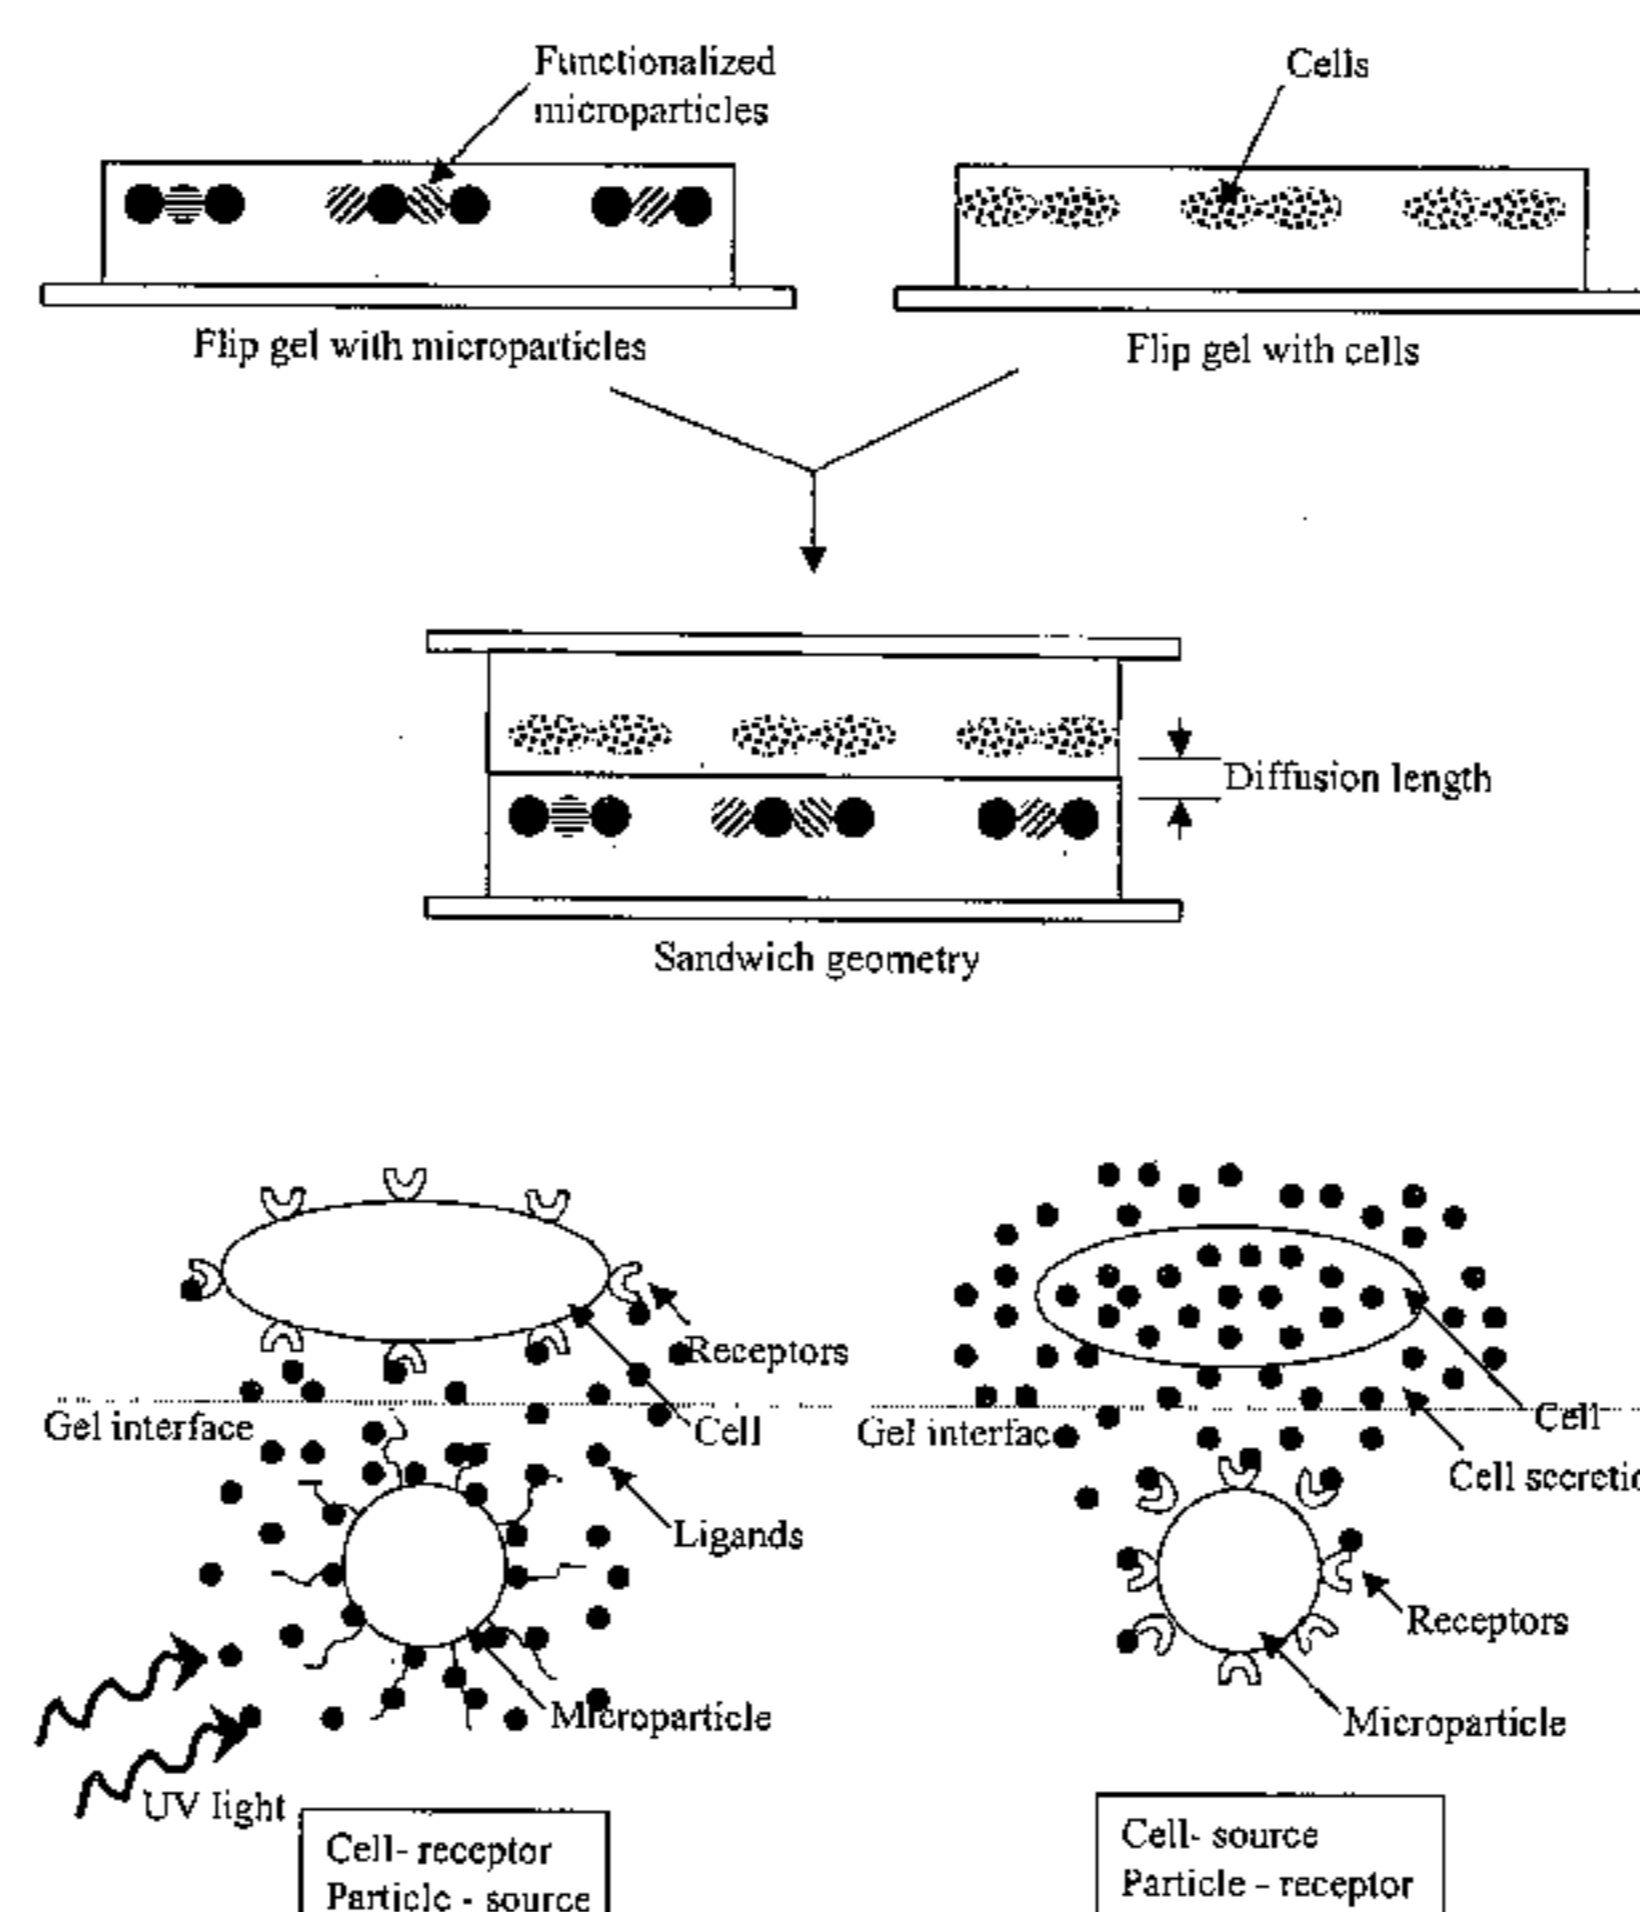 Functionalized
microparticles
Cells
Flip gel with microparticles
Flip gel with cells
Diffusion length
Sandwich geometry
Receptors
Gel interface
Cell
Ligands
Microparticle
UV light
Cell- receptor
Particle - source
Gel interfac
Cell
Cell secretio
Receptors
Microparticle
Cell- source
Particle - receptor